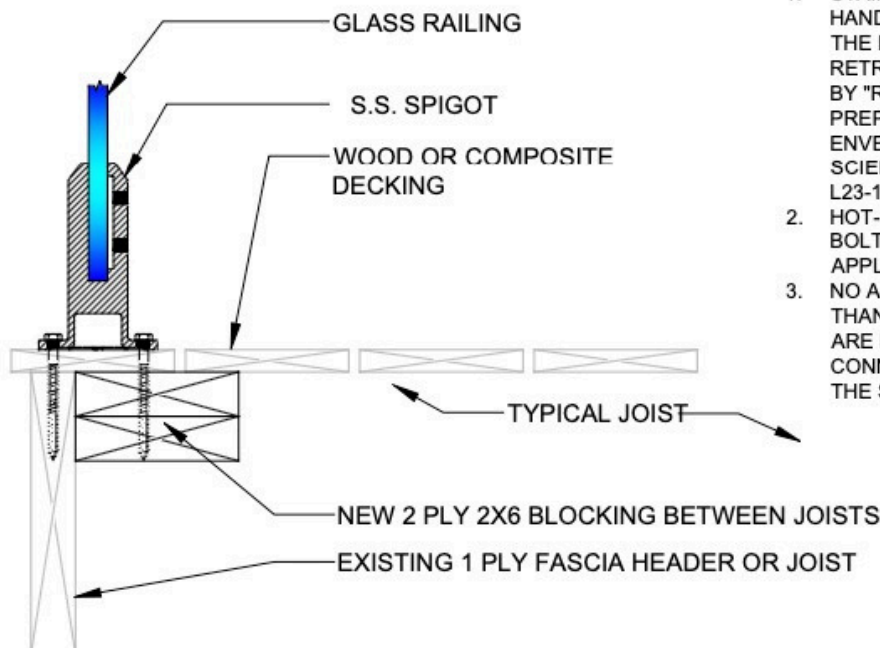 GLASS RAILING
S.S. SPIGOT
WOOD OR COMPOSITE
DECKING
TYPICAL JOIST
NEW 2 PLY 2X6 BLOCKING BETWEEN JOISTS
EXISTING 1 PLY FASCIA HEADER OR JOIST
HAND
THE
RETR
BY "R
PREP
ENVE
SCIE
L23-1
2. HOT-
BOLT
APPL
3. NO A
THAN
ARE
CONN
THE S